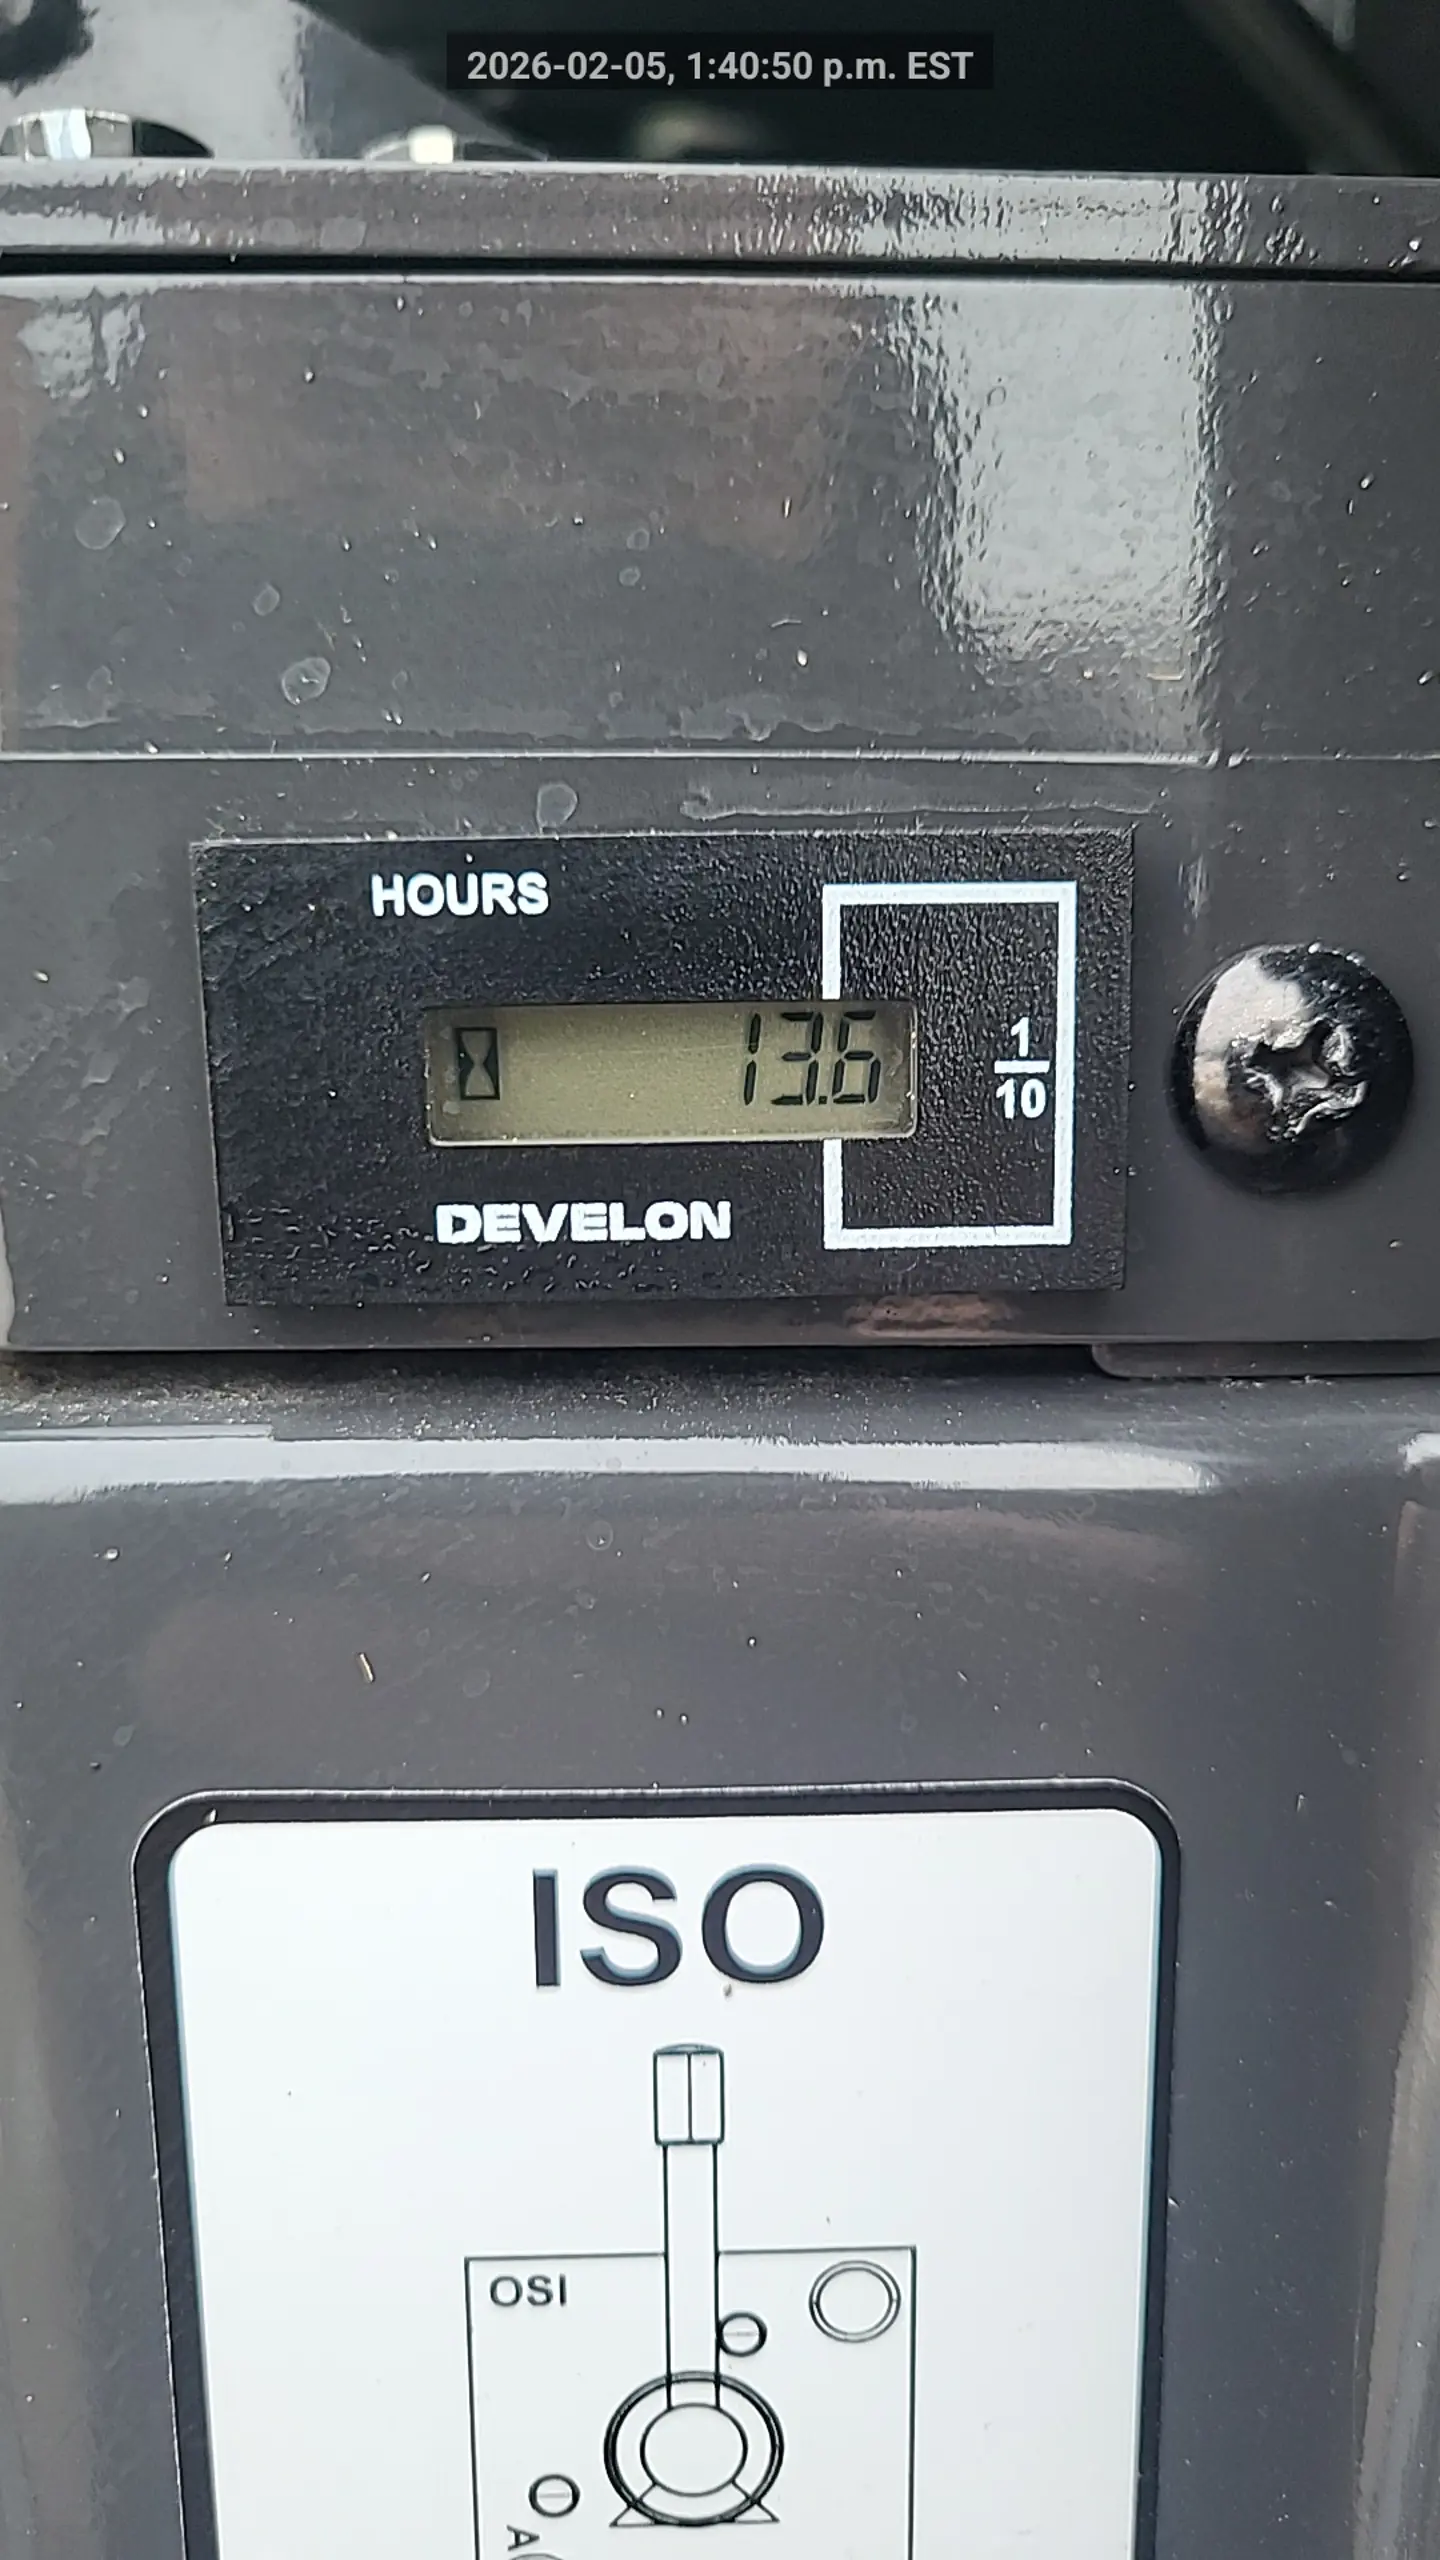 2026-02-05, 1:40:50 p.m. EST
HOURS
13.6
1
10
DEVELON
ISO
OSI
A